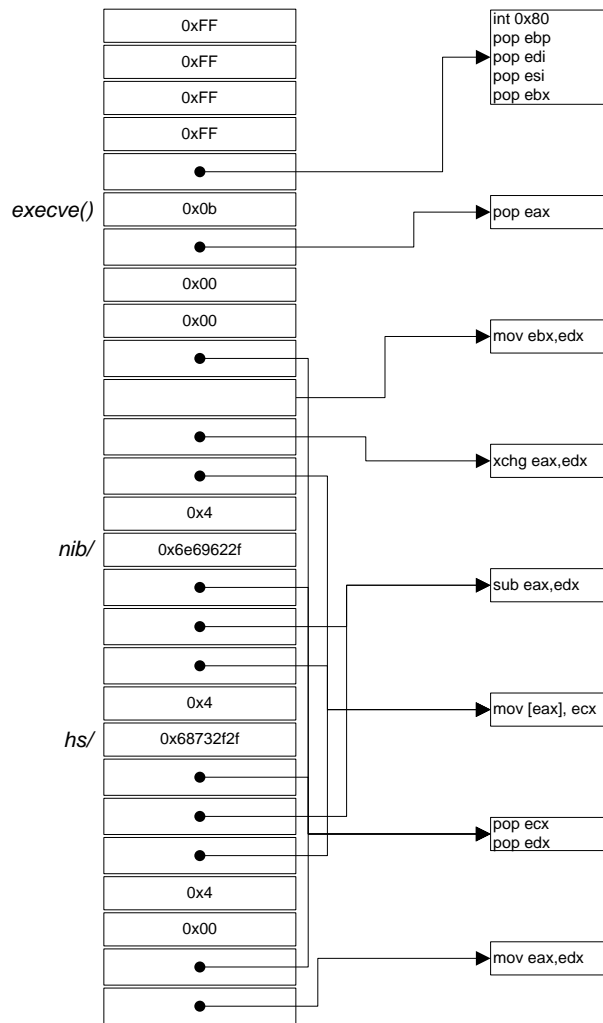 0xFF
0xFF
0xFF
0xFF
int 0x80
pop ebp
pop edi
pop esi
pop ebx
execve()
0x0b
pop eax
0x00
0x00
mov ebx,edx
xchg eax,edx
0x4
nib/
0x6e69622f
sub eax,edx
0x4
mov [eax], ecx
hs/
0x68732f2f
pop ecx
pop edx
0x4
0x00
mov eax,edx